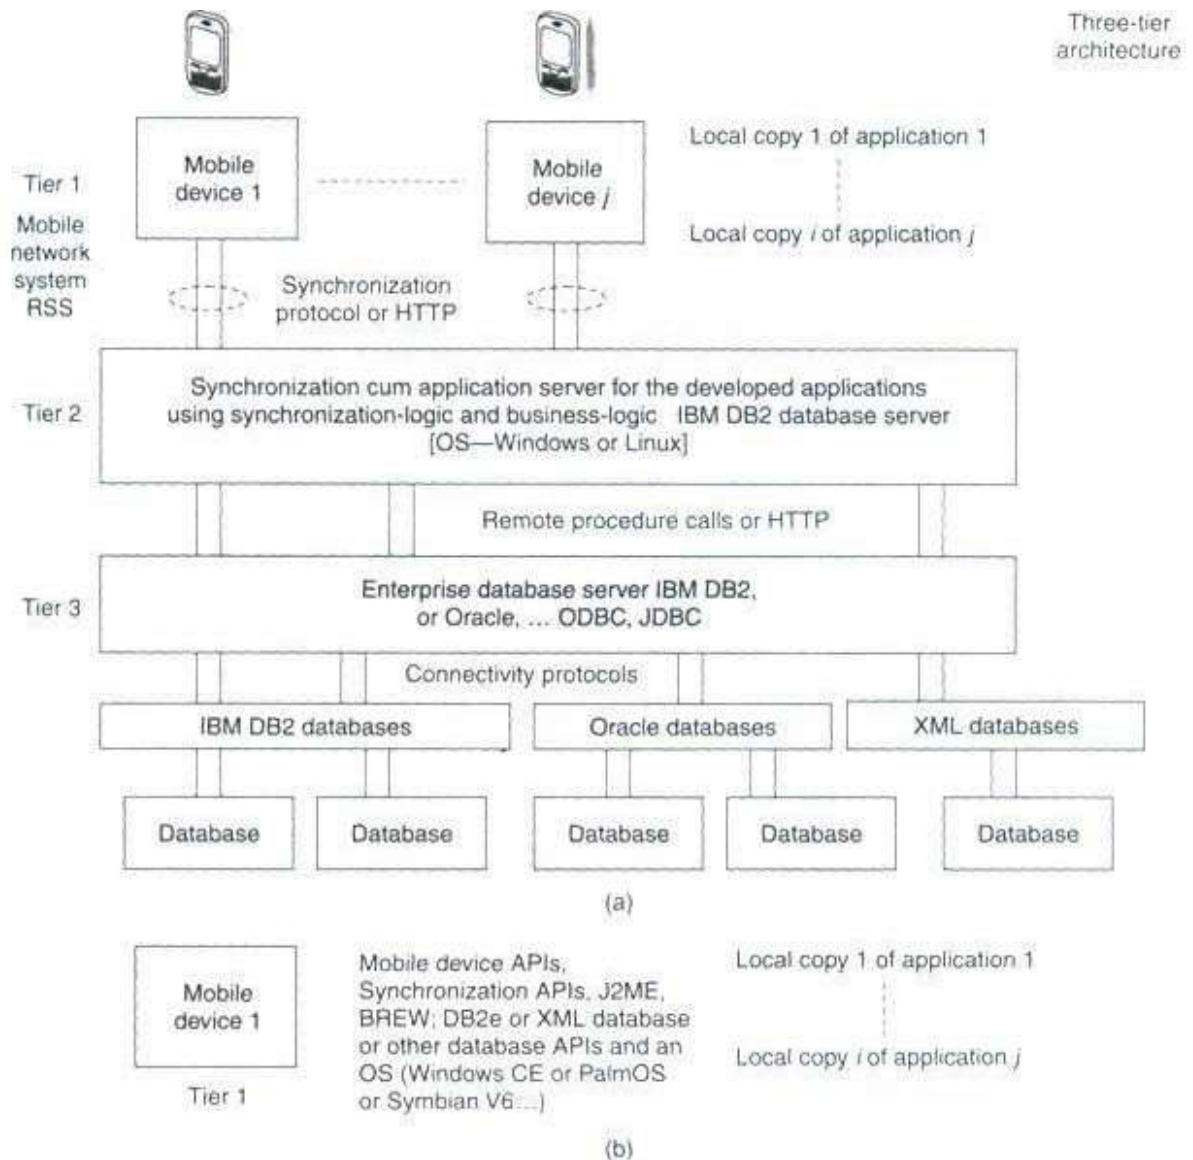 Three-tier
architecture
Mobile
device 1
Mobile
device j
Local copy 1 of application 1
Tier 1
Local copy i of application j
Mobile
network
system
RSS
Synchronization
protocol or HTTP
Synchronization cum application server for the developed applications
Tier 2
using synchronization-logic and business-logic IBM DB2 database server
[OS—Windows or Linux]
Remote procedure calls or HTTP
Enterprise database server IBM DB2,
Tier 3
or Oracle, ... ODBC, JDBC
Connectivity protocols
IBM DB2 databases
Oracle databases
XML databases
Database
Database
Database
Database
Database
(a)
Mobile
device 1
Tier 1
Mobile device APIs,
Synchronization APIs, J2ME,
BREW; DB2e or XML database
or other database APIs and an
OS (Windows CE or PalmOS
or Symbian V6...)
Local copy 1 of application 1
Local copy i of application j
(b)